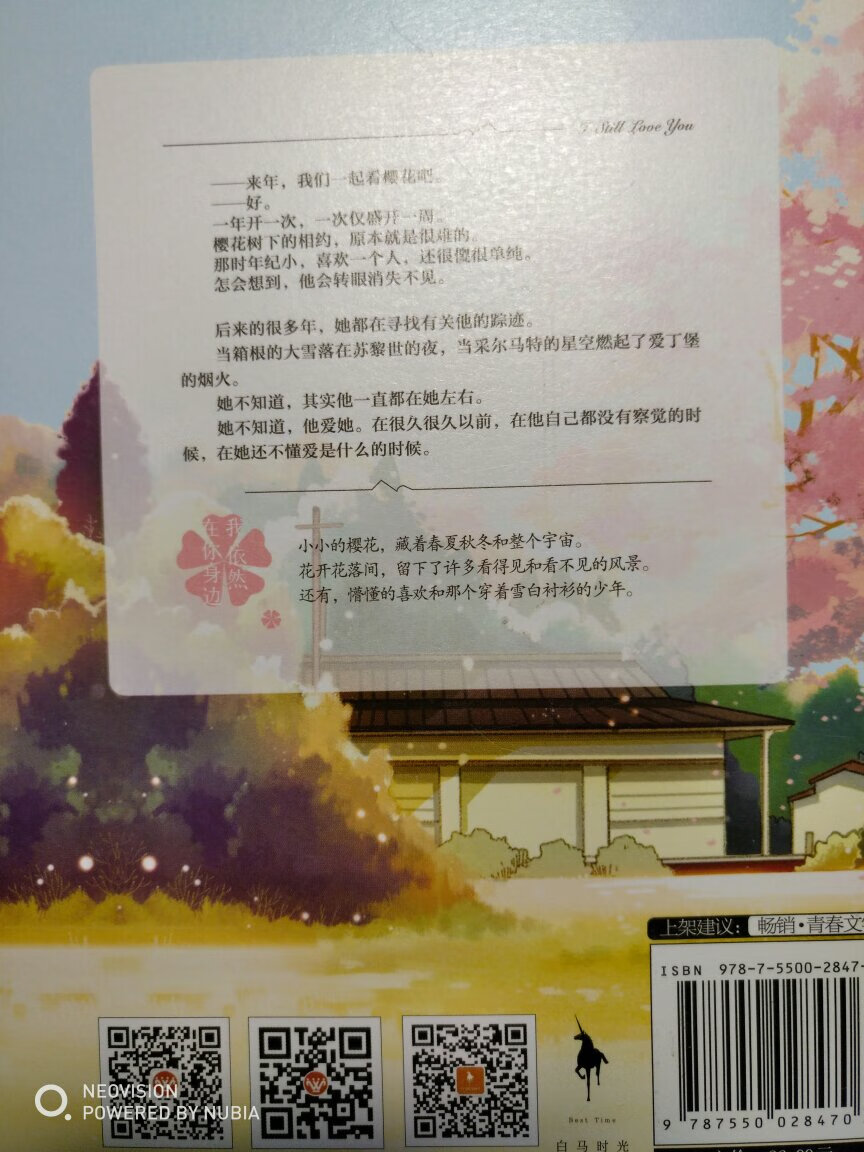 I Still Love You
——来年，我们一起看樱花吧。
——好。
一年开一次，一次仅盛开一周。
樱花树下的相约，原本就是很难的。
那时年纪小，喜欢一个人，还很傻很单纯。
怎会想到，他会转眼消失不见。
后来的很多年，她都在寻找有关他的踪迹。
当箱根的大雪落在苏黎世的夜，当采尔马特的星空燃起了爱丁堡
的烟火。
她不知道，其实他一直都在她左右。
她不知道，他爱她。在很久很久以前，在他自己都没有察觉的时
候，在她还不懂爱是什么的时候。
我依然
在你身边
小小的樱花，藏着春夏秋冬和整个宇宙。
花开花落间，留下了许多看得见和看不见的风景。
还有，懵懂的喜欢和那个穿着雪白衬衫的少年。
上架建议：畅销·青春文
ISBN 978-7-5500-2847-
9 787550 028470
Best Time
白马时光
NEOVISION
POWERED BY NUBIA